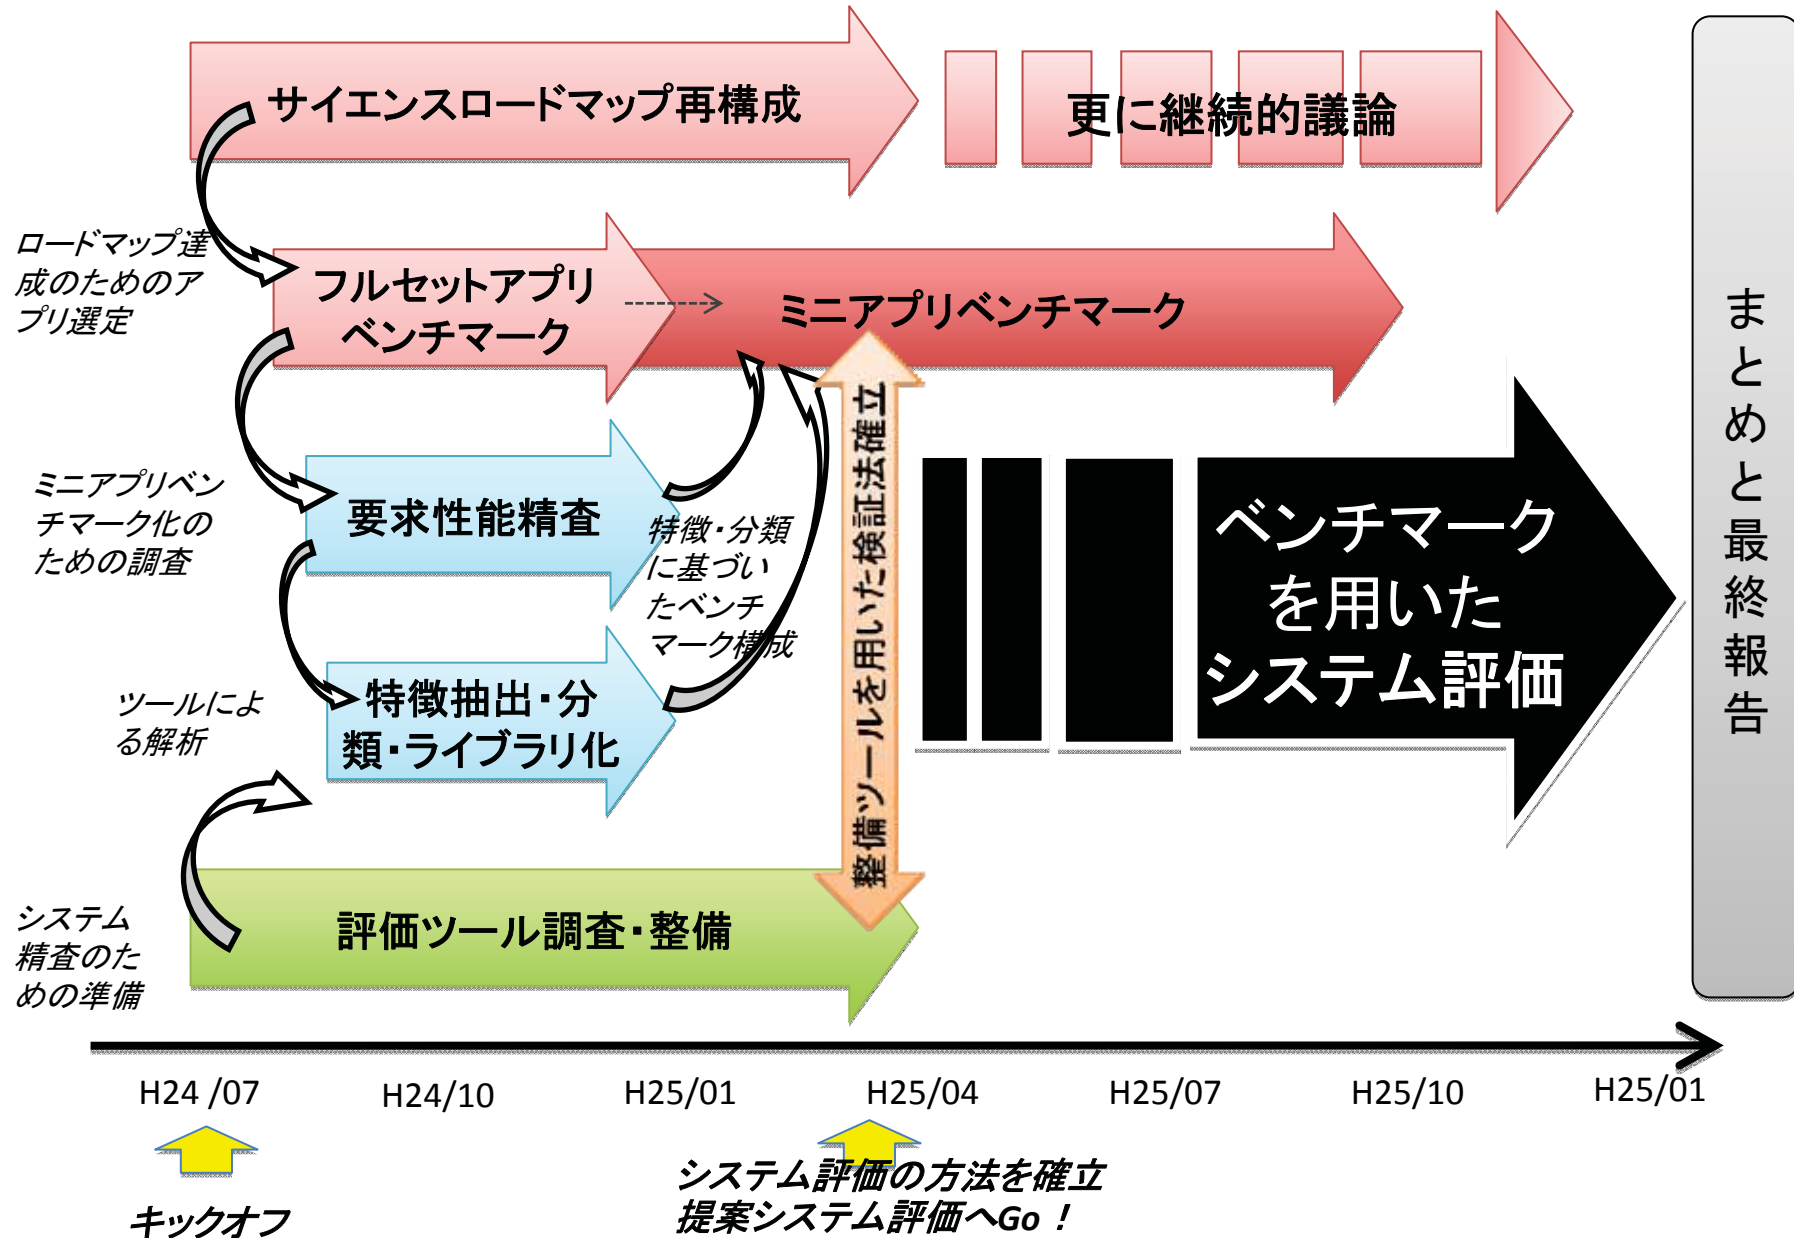 サイエンスロードマップ再構成
更に継続的議論
ロードマップ達
成のためのア
プリ選定
フルセットアプリ
ベンチマーク
ミニアプリベンチマーク
ミニアプリベン
チマーク化の
ための調査
要求性能精査
特徴・分類
に基づい
たベンチ
マーク構成
整備ツールを用いた検証法確立
ベンチマーク
を用いた
システム評価
まとめと最終報告
ツールによ
る解析
特徴抽出・分
類・ライブラリ化
システム
精査のた
めの準備
評価ツール調査・整備
H24 /07
H24/10
H25/01
H25/04
H25/07
H25/10
H25/01
キックオフ
システム評価の方法を確立
提案システム評価へGo！